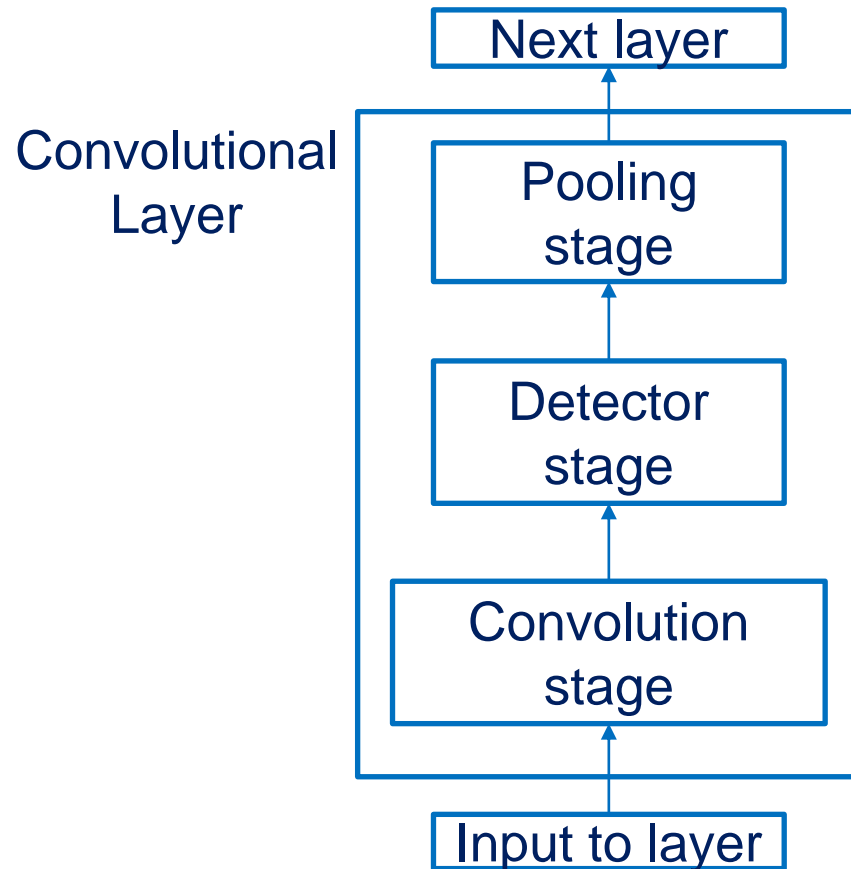 Next layer
Convolutional
Layer
Pooling
stage
Detector
stage
Convolution
stage
Input to layer